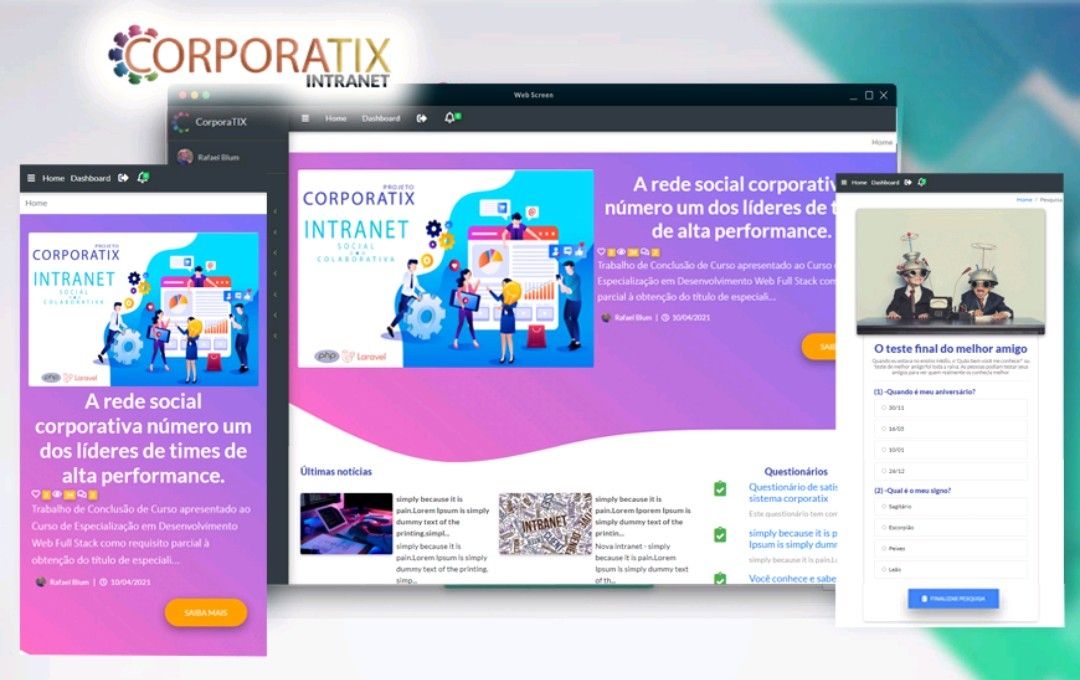 CORPORATIX
INTRANET
Web Screen
CorporaTIX
Home Dashboard
Rafael Blum
Home
PROJETO
CORPORATIX
INTRANET
SOCIAL
COLABORATIVA
php Laravel
A rede social corporativa
número um dos líderes de t
de alta performance.
Trabalho de Conclusão de Curso apresentado ao Curso
Especialização em Desenvolvimento Web Full Stack com
parcial à obtenção do título de especiali...
Rafael Blum | 10/04/2021
SAIB
Últimas notícias
simply because it is
pain.Lorem Ipsum is simply
dummy text of the
printing.simpl...
simply because it is
pain.Lorem Ipsum is simply
dummy text of the printing.
simp...
INTRANET
simply because it is
pain.Lorem Iporem Ipsum is
simply dummy text of the
printin...
Nova intranet - simply
because it is pain.Lorem
Ipsum is simply dummy text
of th...
Questionários
Questionário de satis
sistema corporatix
Este questionário tem com
simply because it is p
Ipsum is simply dumm
simply because it is pain.L
Você conhece e sabe
Home Dashboard
Home
PROJETO
CORPORATIX
INTRANET
SOCIAL
COLABORATIVA
php Laravel
A rede social
corporativa número um
dos líderes de times de
alta performance.
Trabalho de Conclusão de Curso apresentado ao
Curso de Especialização em Desenvolvimento
Web Full Stack como requisito parcial à
obtenção do título de especiali...
Rafael Blum | 10/04/2021
SAIBA MAIS
Home Dashboard
Home / Pesquisa
O teste final do melhor amigo
(1) -Quando é meu aniversário?
30/11
16/03
10/01
26/12
(2) -Qual é o meu signo?
Sagitário
Escorpião
Peixes
Leão
FINALIZAR PESQUISA